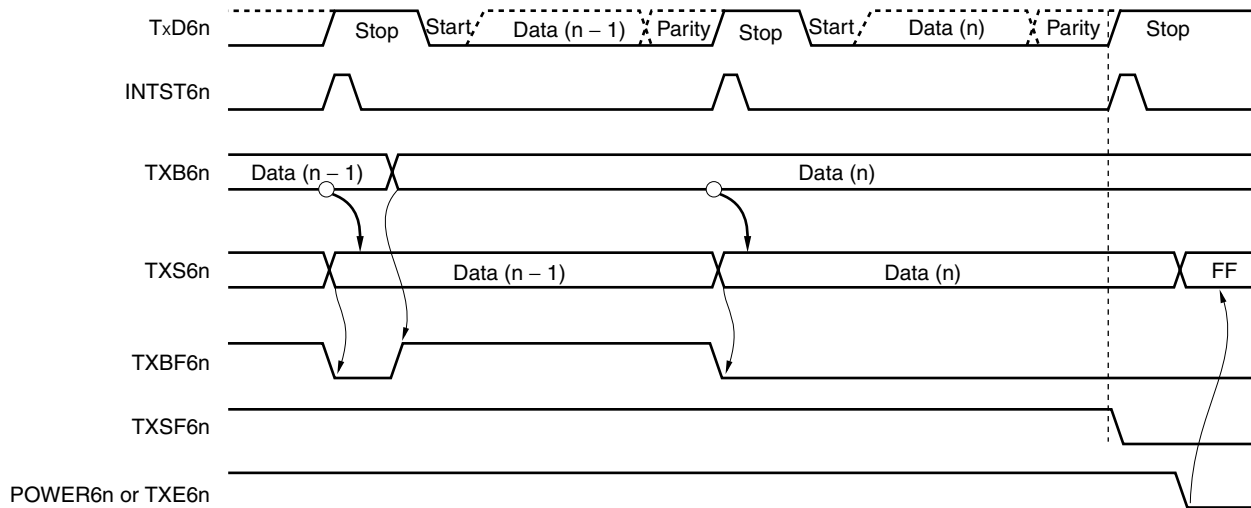 TxD6n Stop Start Data (n – 1) Parity Stop Start Data (n) Parity Stop
INTST6n
TXB6n Data (n – 1) Data (n)
TXS6n Data (n – 1) Data (n) FF
TXBF6n
TXSF6n
POWER6n or TXE6n